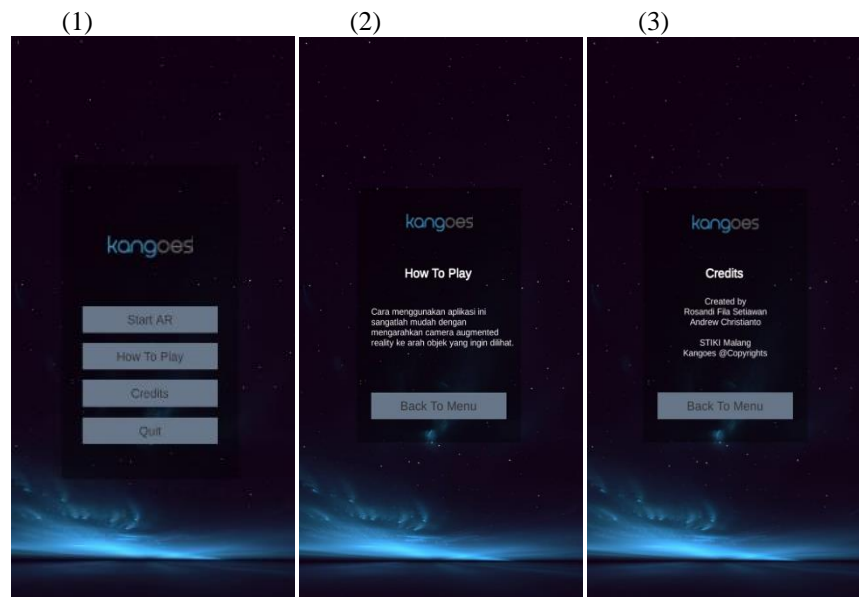 (1)
kangoes
Start AR
How To Play
Credits
Quit
(2)
kangoes
How To Play
Cara menggunakan aplikasi ini
sangatlah mudah dengan
mengarahkan camera augmented
reality ke arah objek yang ingin dilihat.
Back To Menu
(3)
kangoes
Credits
Created by
Rosandi Fila Setiawan
Andrew Christianto
STIKI Malang
Kangoes @Copyrights
Back To Menu